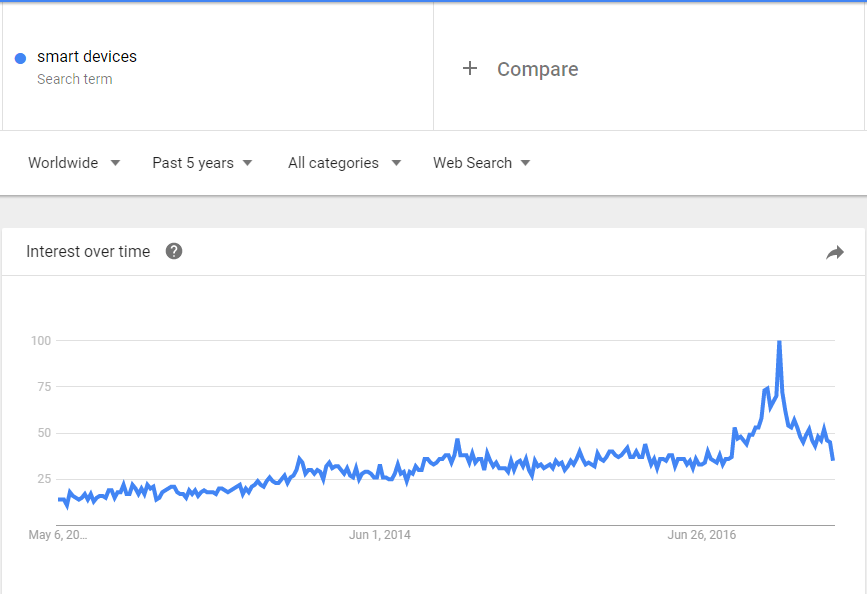 smart devices
Search term
+ Compare
Worldwide Past 5 years All categories Web Search
Interest over time ?
100
75
50
25
May 6, 20... Jun 1, 2014 Jun 26, 2016